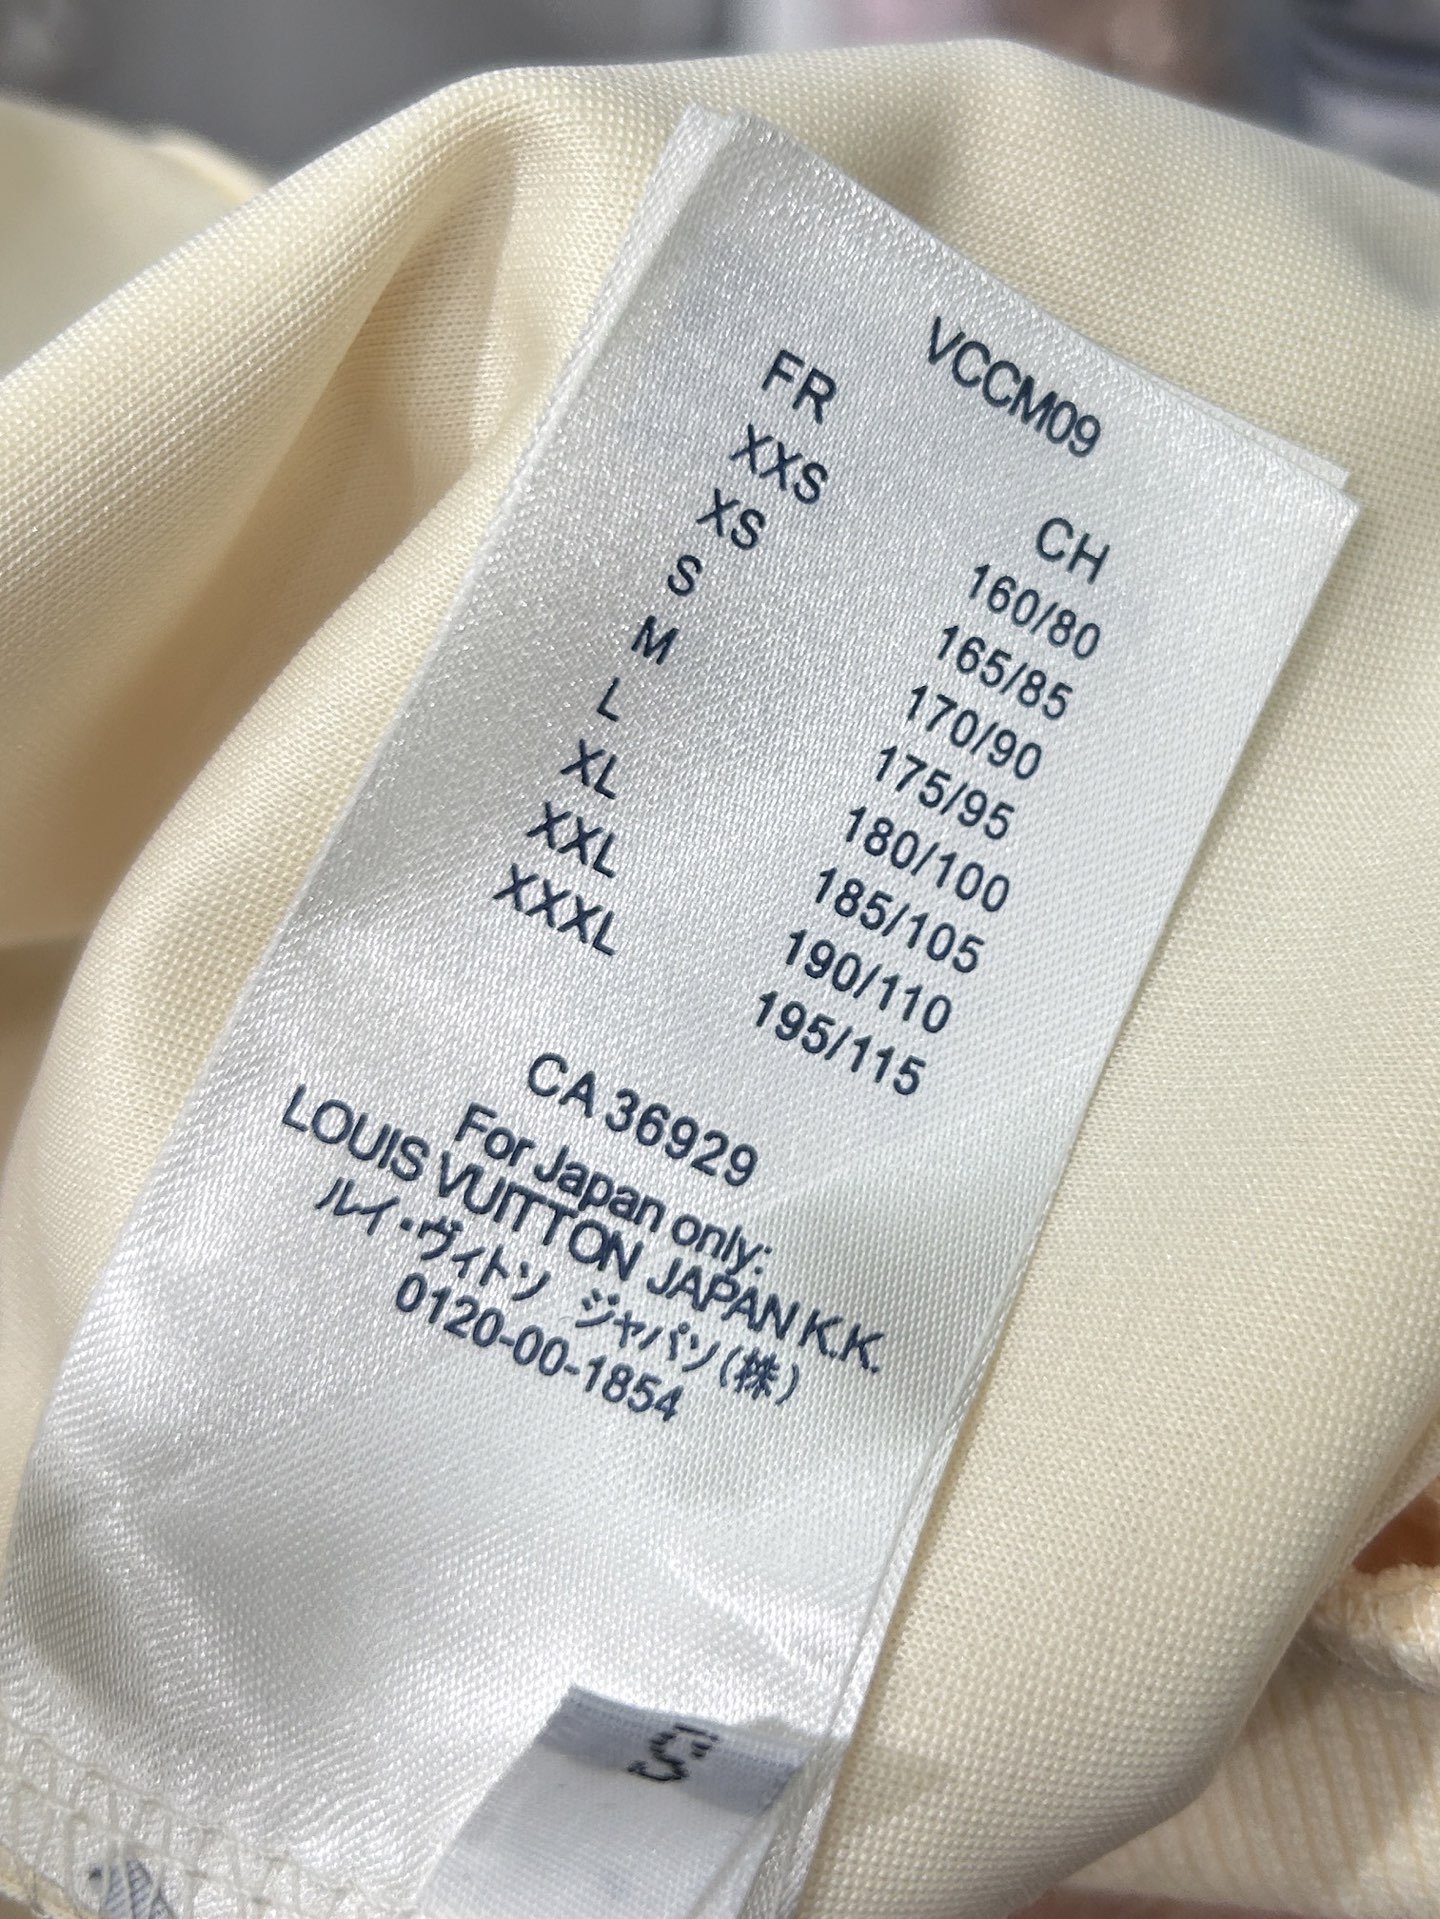 VCCM09
FR CH
XXS 160/80
XS 165/85
S 170/90
M 175/95
L 180/100
XL 185/105
XXL 190/110
XXXL 195/115
CA 36929
For Japan only:
LOUIS VUITTON JAPAN K.K.
ルイ・ヴィトン ジャパン(株)
0120-00-1854
S